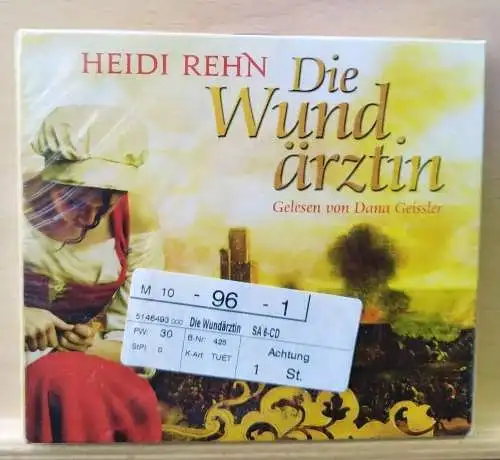 HEIDI REHN
Die
Wund
ärztin
Gelesen von Dana Geissler
M 10 - 96 - 1
5146493 000 Die Wundärztin SA 6-CD
PW: 30 B-Nr: 425 Achtung
StPl 0 K-Art TUET 1 St.